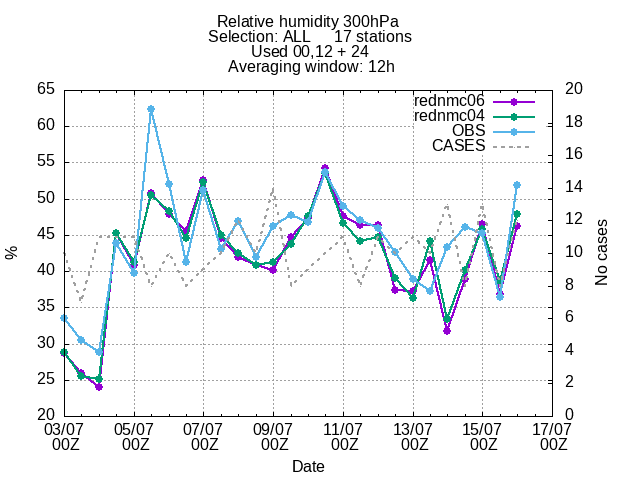 Relative humidity 300hPa
Selection: ALL 17 stations
Used 00,12 + 24
Averaging window: 12h
65 20
60 18
55 16
50 14
45 12
40 10
35 8
30 6
25 4
20 2
0
rednmc06
rednmc04
OBS
CASES
%
No cases
03/07 05/07 07/07 09/07 11/07 13/07 15/07 17/07
00Z 00Z 00Z 00Z 00Z 00Z 00Z 00Z
Date